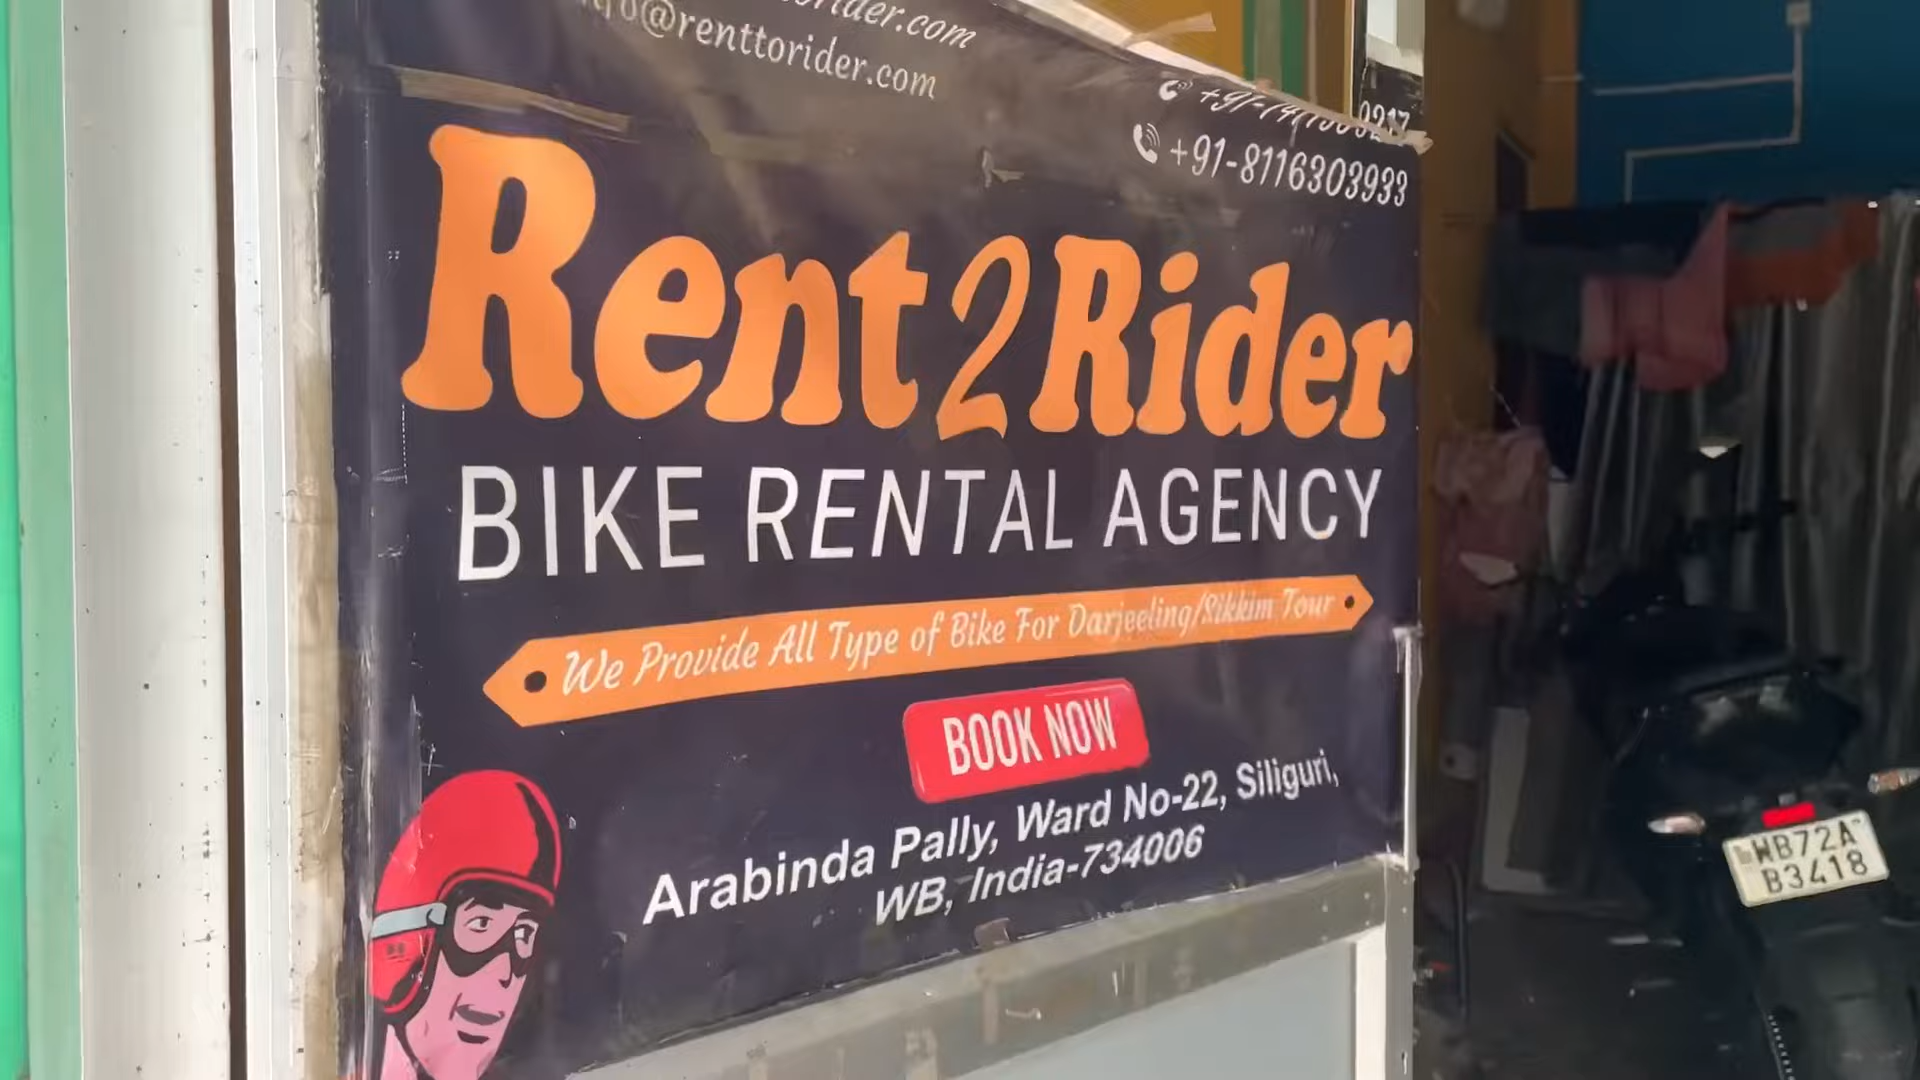 info@renttorider.com
+91-8116303933
Rent2Rider
BIKE RENTAL AGENCY
We Provide All Type of Bike For Darjeeling/Sikkim Tour
BOOK NOW
Arabinda Pally, Ward No-22, Siliguri,
WB, India-734006
WB72A
B3418